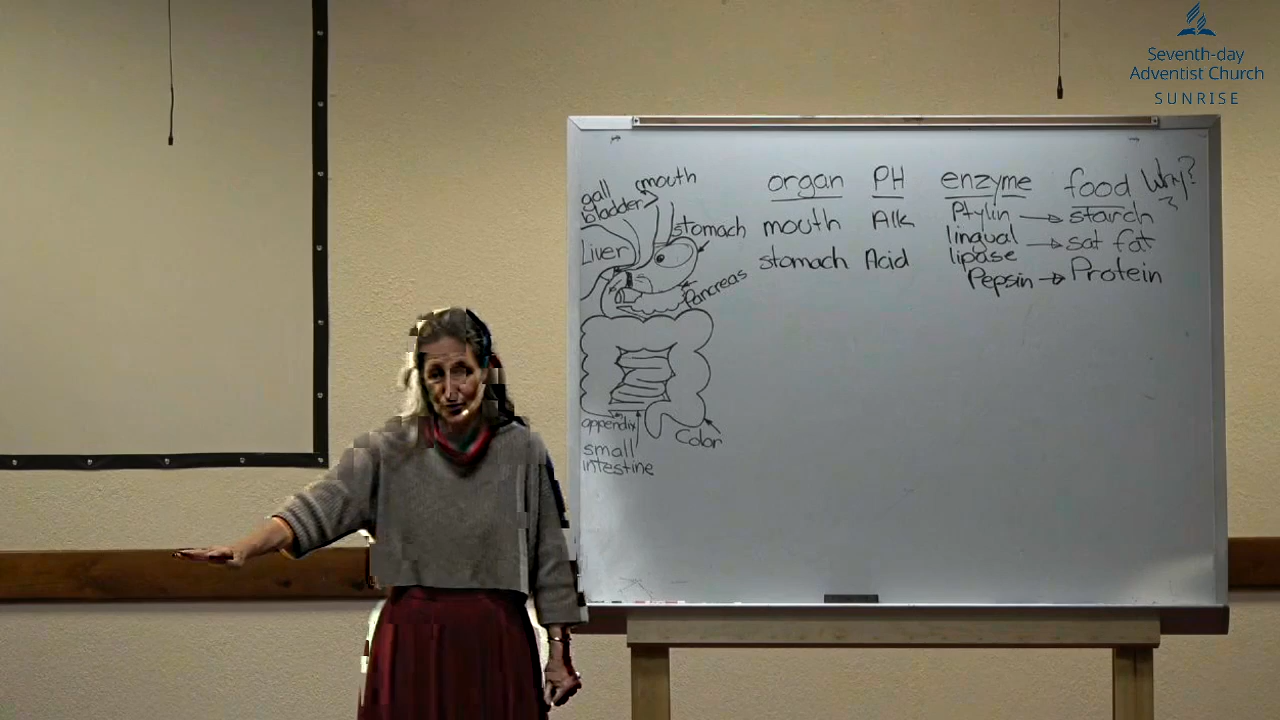 Seventh-day
Adventist Church
SUNRISE
mouth
gall
bladder
stomach
Liver
Pancreas
appendix
Colon
small
intestine
organ PH enzyme food Why?
mouth Alk Ptylin → starch
lingual
lipase → sat fat
stomach Acid Pepsin → Protein